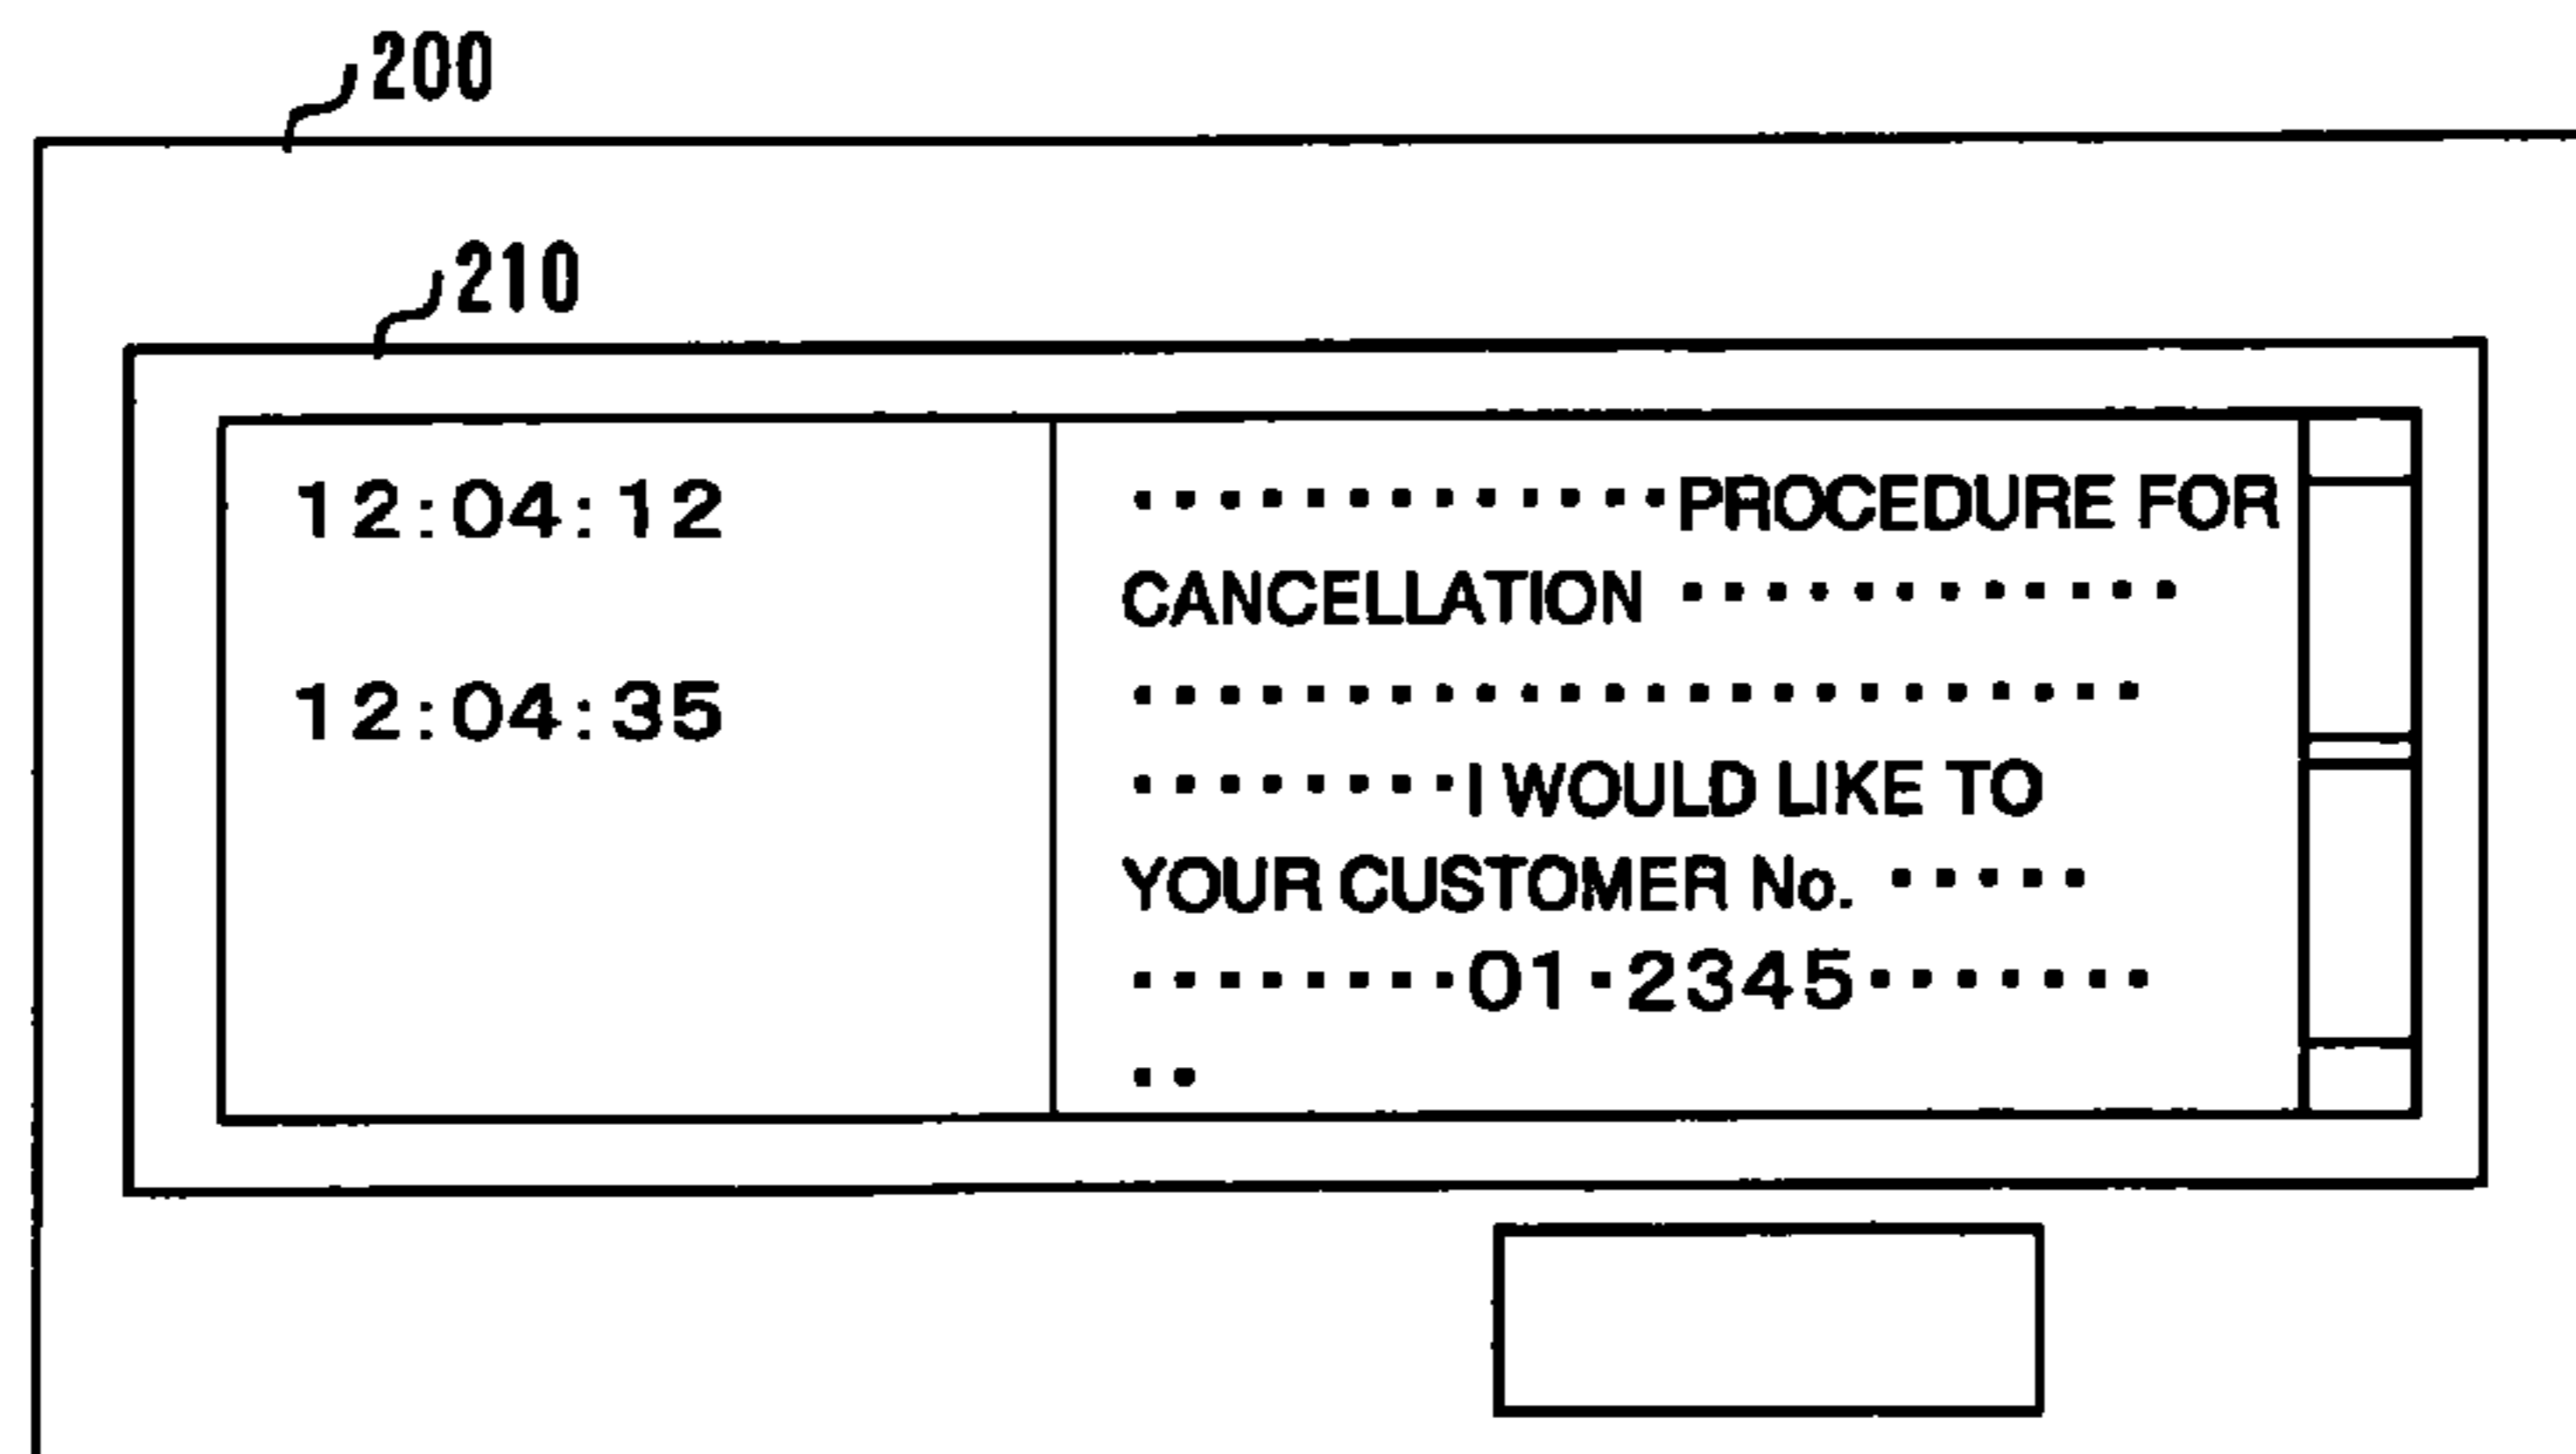 200
210
12:04:12
·············PROCEDURE FOR
CANCELLATION ············
12:04:35
························
········I WOULD LIKE TO
YOUR CUSTOMER No. ·····
········01·2345·······
··